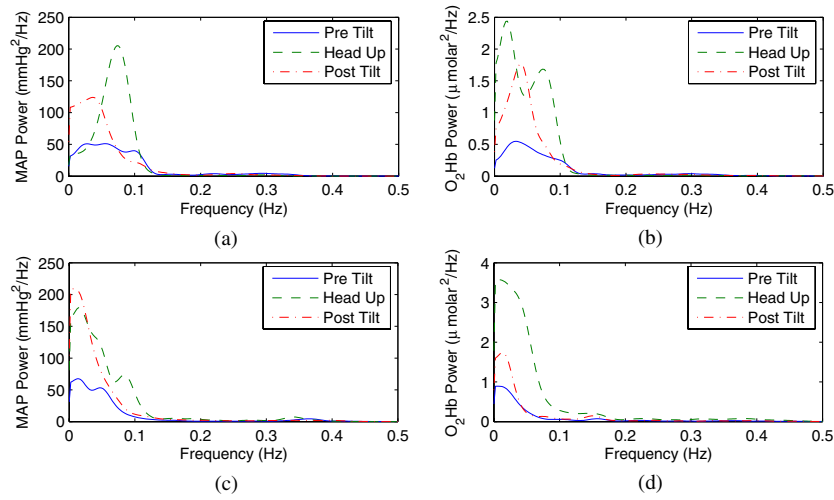 MAP Power (mmHg²/Hz)
250
200
150
100
50
0
0 0.1 0.2 0.3 0.4 0.5
Frequency (Hz)
Pre Tilt
Head Up
Post Tilt
(a)
O₂Hb Power (μmolar²/Hz)
2.5
2
1.5
1
0.5
0
0 0.1 0.2 0.3 0.4 0.5
Frequency (Hz)
Pre Tilt
Head Up
Post Tilt
(b)
MAP Power (mmHg²/Hz)
250
200
150
100
50
0
0 0.1 0.2 0.3 0.4 0.5
Frequency (Hz)
Pre Tilt
Head Up
Post Tilt
(c)
O₂Hb Power (μmolar²/Hz)
4
3
2
1
0
0 0.1 0.2 0.3 0.4 0.5
Frequency (Hz)
Pre Tilt
Head Up
Post Tilt
(d)